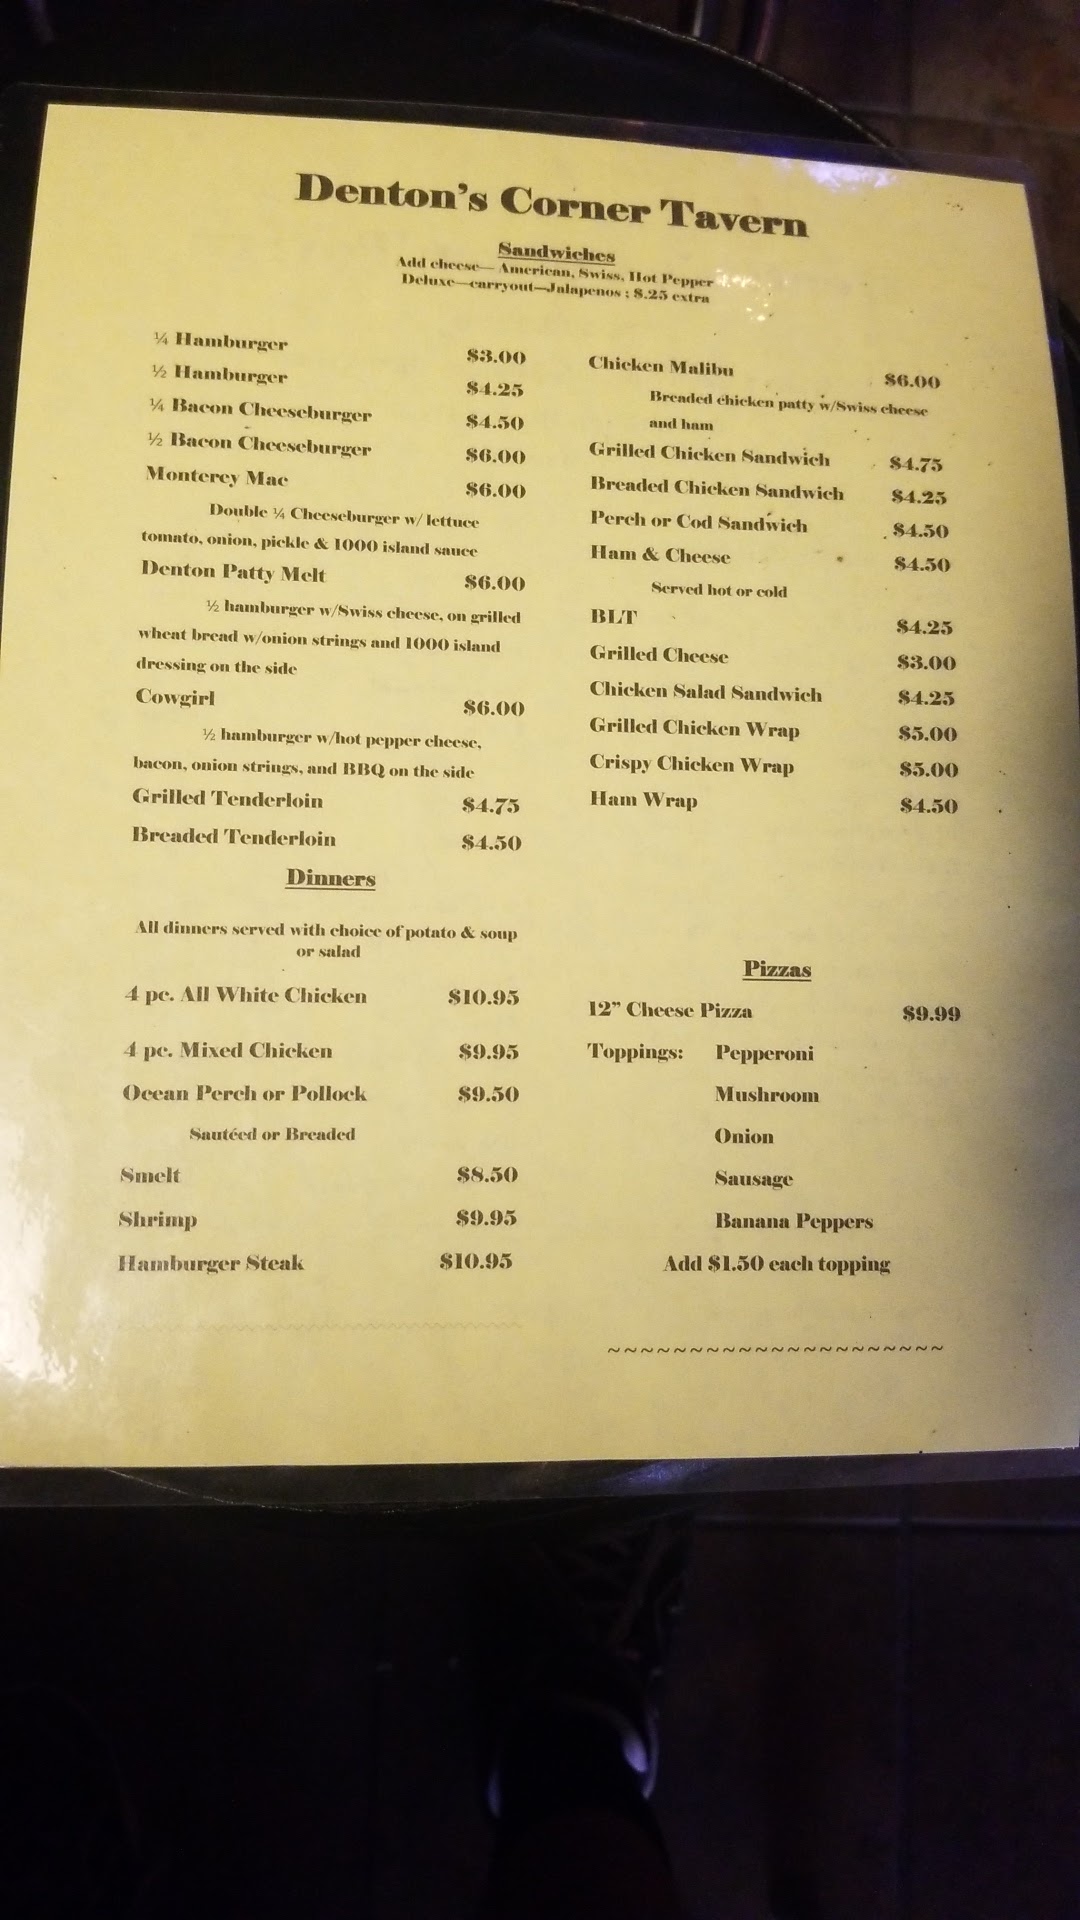 Denton's Corner Tavern
Sandwiches
Add cheese— American, Swiss, Hot Pepper
Deluxe—carryout—Jalapenos ; $.25 extra
¼ Hamburger $3.00
½ Hamburger $4.25
¼ Bacon Cheeseburger $4.50
½ Bacon Cheeseburger $6.00
Monterey Mac $6.00
Double ¼ Cheeseburger w/ lettuce
tomato, onion, pickle & 1000 island sauce
Denton Patty Melt $6.00
½ hamburger w/Swiss cheese, on grilled
wheat bread w/onion strings and 1000 island
dressing on the side
Cowgirl $6.00
½ hamburger w/hot pepper cheese,
bacon, onion strings, and BBQ on the side
Grilled Tenderloin $4.75
Breaded Tenderloin $4.50
Chicken Malibu $6.00
Breaded chicken patty w/Swiss cheese
and ham
Grilled Chicken Sandwich $4.75
Breaded Chicken Sandwich $4.25
Perch or Cod Sandwich $4.50
Ham & Cheese $4.50
Served hot or cold
BLT $4.25
Grilled Cheese $3.00
Chicken Salad Sandwich $4.25
Grilled Chicken Wrap $5.00
Crispy Chicken Wrap $5.00
Ham Wrap $4.50
Dinners
All dinners served with choice of potato & soup
or salad
4 pc. All White Chicken $10.95
4 pc. Mixed Chicken $9.95
Ocean Perch or Pollock $9.50
Sautéed or Breaded
Smelt $8.50
Shrimp $9.95
Hamburger Steak $10.95
Pizzas
12” Cheese Pizza $9.99
Toppings: Pepperoni
Mushroom
Onion
Sausage
Banana Peppers
Add $1.50 each topping
~~~~~~~~~~~~~~~~~~~~~